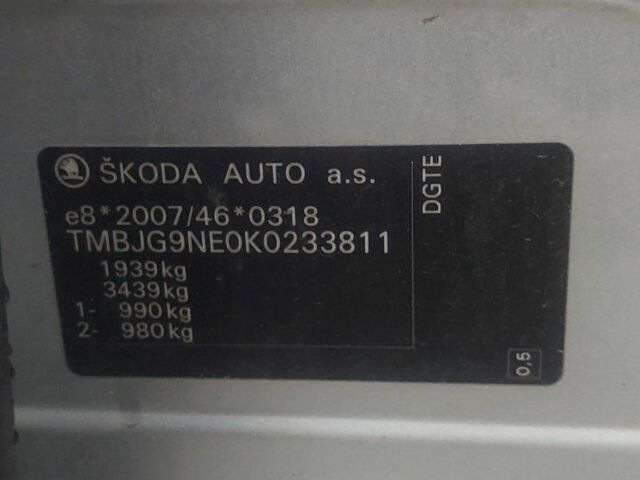 ŠKODA AUTO a.s.
e8*2007/46*0318
TMBJG9NE0K0233811
1939kg
3439kg
1- 990kg
2- 980kg
DGTE
0,5